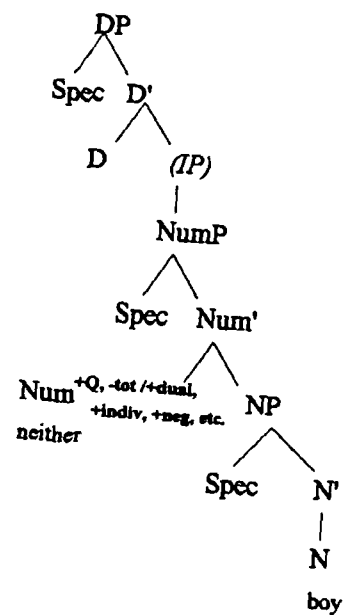 DP
Spec D'
D (IP)
NumP
Spec Num'
Num +Q, -tot /+dual, NP
+indiv, +neg, etc.
neither
Spec N'
N
boy